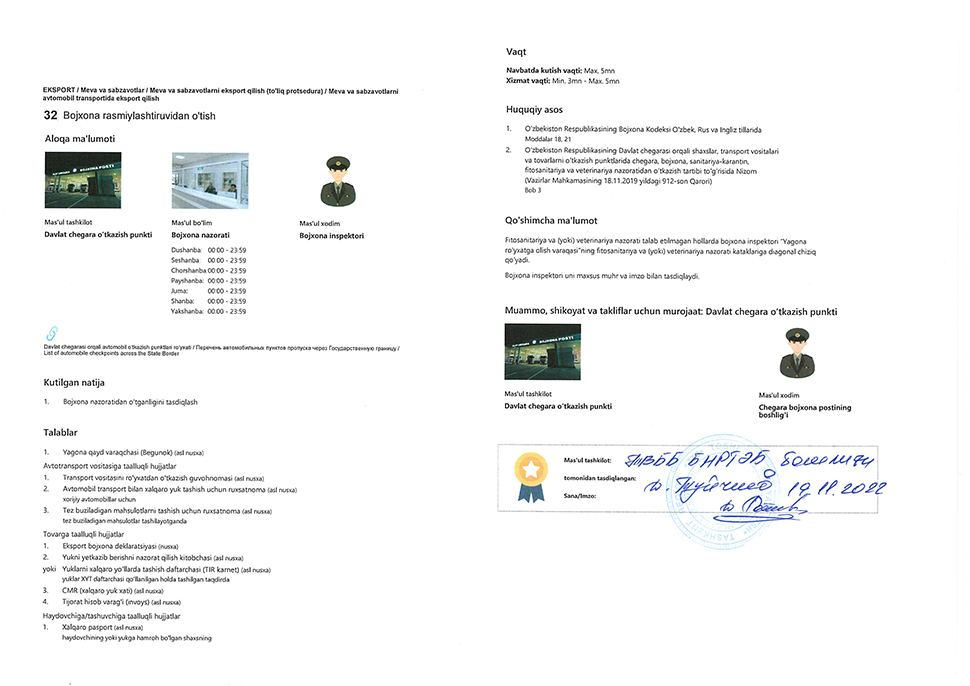 EKSPORT / Meva va sabzavotlar / Meva va sabzavotlarni eksport qilish (to'liq protsedura) / Meva va sabzavotlarni
avtomobil transportida eksport qilish
32 Bojxona rasmiylashtiruvidan o'tish
Aloqa ma'lumoti
BOJXONA POSTI
Mas'ul tashkilot
Davlat chegara o'tkazish punkti
Mas'ul bo'lim
Bojxona nazorati
Dushanba: 00:00 - 23:59
Seshanba: 00:00 - 23:59
Chorshanba: 00:00 - 23:59
Payshanba: 00:00 - 23:59
Juma: 00:00 - 23:59
Shanba: 00:00 - 23:59
Yakshanba: 00:00 - 23:59
Mas'ul xodim
Bojxona inspektori
Davlat chegarasi orqali avtomobil o'tkazish punktlari ro'yxati / Перечень автомобильных пунктов пропуска через Государственную границу /
List of automobile checkpoints across the State Border
Kutilgan natija
1. Bojxona nazoratidan o'tganligini tasdiqlash
Talablar
1. Yagona qayd varaqchasi (Begunok) (asl nusxa)
Avtotransport vositasiga taalluqli hujjatlar
1. Transport vositasini ro'yxatdan o'tkazish guvohnomasi (asl nusxa)
2. Avtomobil transport bilan xalqaro yuk tashish uchun ruxsatnoma (asl nusxa)
xorijiy avtomobillar uchun
3. Tez buziladigan mahsulotlarni tashish uchun ruxsatnoma (asl nusxa)
tez buziladigan mahsulotlar tashilayotganda
Tovarga taalluqli hujjatlar
1. Eksport bojxona deklaratsiyasi (nusxa)
2. Yukni yetkazib berishni nazorat qilish kitobchasi (asl nusxa)
yoki Yuklarni xalqaro yo'llarda tashish daftarchasi (TIR karnet) (asl nusxa)
yuklar XYT daftarchasi qo'llanilgan holda tashilgan taqdirda
3. CMR (xalqaro yuk xati) (asl nusxa)
4. Tijorat hisob varag'i (invoys) (asl nusxa)
Haydovchiga/tashuvchiga taalluqli hujjatlar
1. Xalqaro pasport (asl nusxa)
haydovchining yoki yukga hamroh bo'lgan shaxsning
Vaqt
Navbatda kutish vaqti: Max. 5mn
Xizmat vaqti: Min. 3mn - Max. 5mn
Huquqiy asos
1. O'zbekiston Respublikasining Bojxona Kodeksi O'zbek, Rus va Ingliz tillarida
Moddalar 18, 21
2. O'zbekiston Respublikasining Davlat chegarasi orqali shaxslar, transport vositalari
va tovarlarni o'tkazish punktlarida chegara, bojxona, sanitariya-karantin,
fitosanitariya va veterinariya nazoratidan o'tkazish tartibi to'g'risida Nizom
(Vazirlar Mahkamasining 18.11.2019 yildagi 912-son Qarori)
Bob 3
Qo'shimcha ma'lumot
Fitosanitariya va (yoki) veterinariya nazorati talab etilmagan hollarda bojxona inspektori "Yagona
ro'yxatga olish varaqasi"ning fitosanitariya va (yoki) veterinariya nazorati kataklariga diagonal chiziq
qo'yadi.
Bojxona inspektori uni maxsus muhr va imzo bilan tasdiqlaydi.
Muammo, shikoyat va takliflar uchun murojaat: Davlat chegara o'tkazish punkti
BOJXONA POSTI
Mas'ul tashkilot
Davlat chegara o'tkazish punkti
Mas'ul xodim
Chegara bojxona postining
boshlig'i
Mas'ul tashkilot:
tomonidan tasdiqlangan:
Sana/Imzo:
19.11.2022
TASHKENT